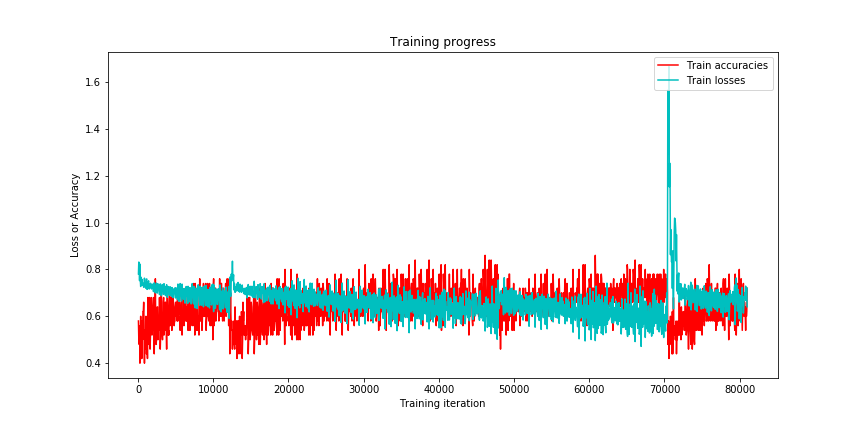 Training progress
Train accuracies
Train losses
Loss or Accuracy
1.6
1.4
1.2
1.0
0.8
0.6
0.4
0 10000 20000 30000 40000 50000 60000 70000 80000
Training iteration